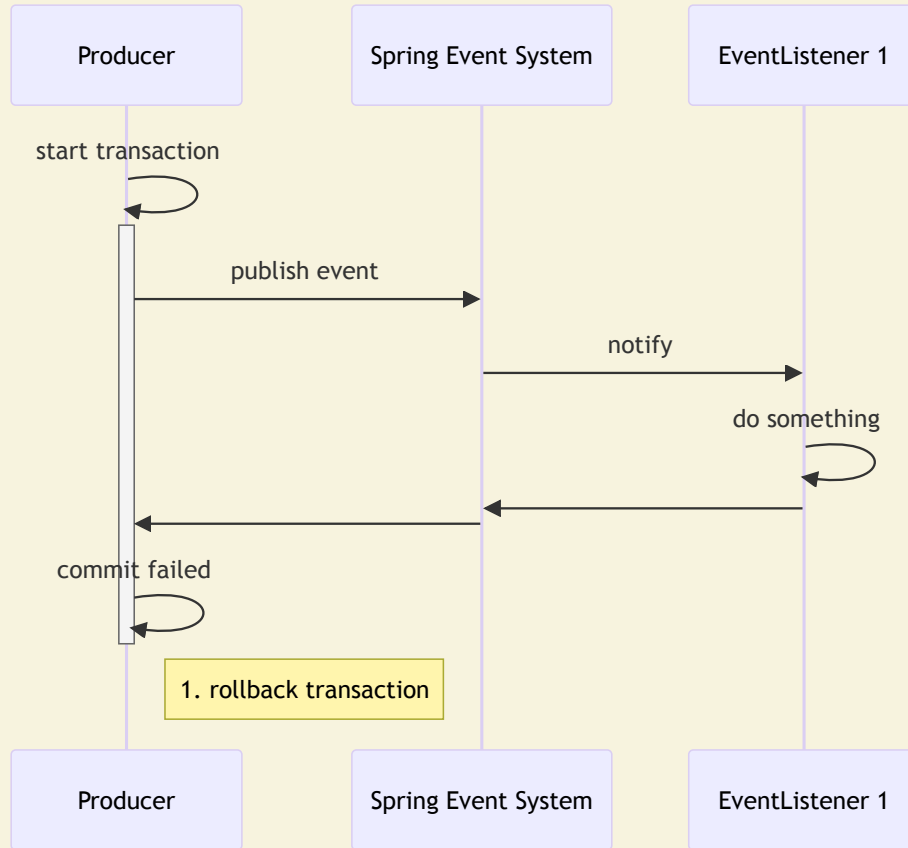 Producer
Spring Event System
EventListener 1
start transaction
publish event
notify
do something
commit failed
1. rollback transaction
Producer
Spring Event System
EventListener 1